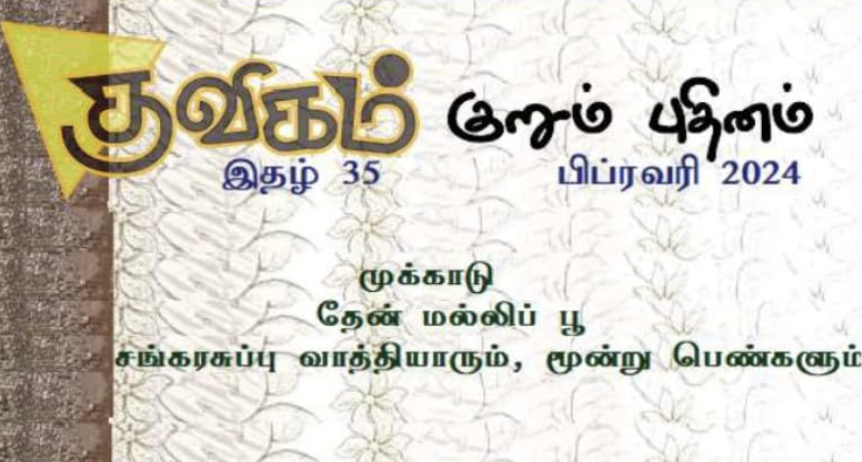 குவிகம் குறும் புதினம்
இதழ் 35 பிப்ரவரி 2024
முக்காடு
தேன் மல்லிப் பூ
சங்கரசுப்பு வாத்தியாரும், மூன்று பெண்களும்